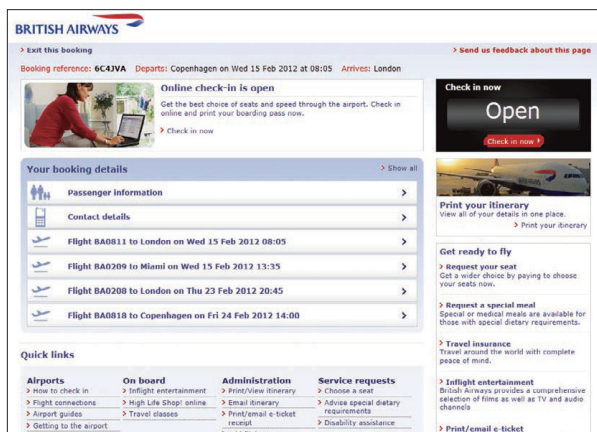 BRITISH AIRWAYS
> Exit this booking
> Send us feedback about this page
Booking reference: 6C4JVA Departs: Copenhagen on Wed 15 Feb 2012 at 08:05 Arrives: London
Online check-in is open
Get the best choice of seats and speed through the airport. Check in
online and print your boarding pass now.
> Check in now
Check in now
Open
Check in now
Your booking details
> Show all
Passenger information
Contact details
Flight BA0811 to London on Wed 15 Feb 2012 08:05
Flight BA0209 to Miami on Wed 15 Feb 2012 13:35
Flight BA0208 to London on Thu 23 Feb 2012 20:45
Flight BA0818 to Copenhagen on Fri 24 Feb 2012 14:00
Print your itinerary
View all of your details in one place.
> Print your itinerary
Get ready to fly
> Request your seat
Get a wider choice by paying to choose
your seats now.
> Request a special meal
Special or medical meals are available for
those with special dietary requirements.
> Travel insurance
Travel around the world with complete
peace of mind.
> Inflight entertainment
British Airways provides a comprehensive
selection of films as well as TV and audio
channels
> Print/email e-ticket
Quick links
Airports
> How to check in
> Flight connections
> Airport guides
> Getting to the airport
On board
> Inflight entertainment
> High Life Shop! online
> Travel classes
Administration
> Print/View itinerary
> Email itinerary
> Print/email e-ticket
receipt
Service requests
> Choose a seat
> Advise special dietary
requirements
> Disability assistance